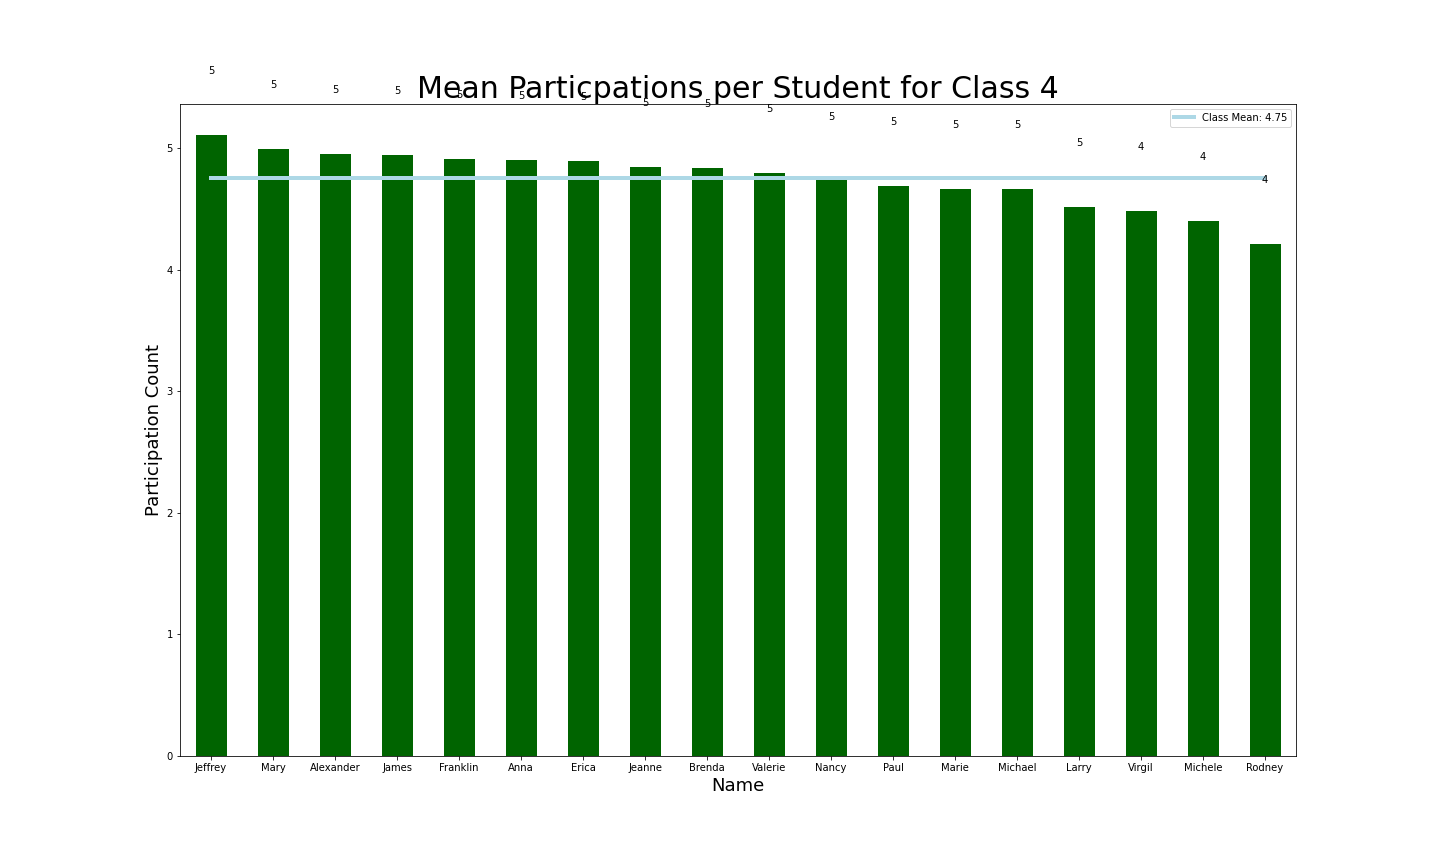 Mean Particpations per Student for Class 4
5 5 5 5 5 5 5 5 5 5 5 5 5 5 5 4 4 4
Class Mean: 4.75
Participation Count
5
4
3
2
1
0
Jeffrey Mary Alexander James Franklin Anna Erica Jeanne Brenda Valerie Nancy Paul Marie Michael Larry Virgil Michele Rodney
Name